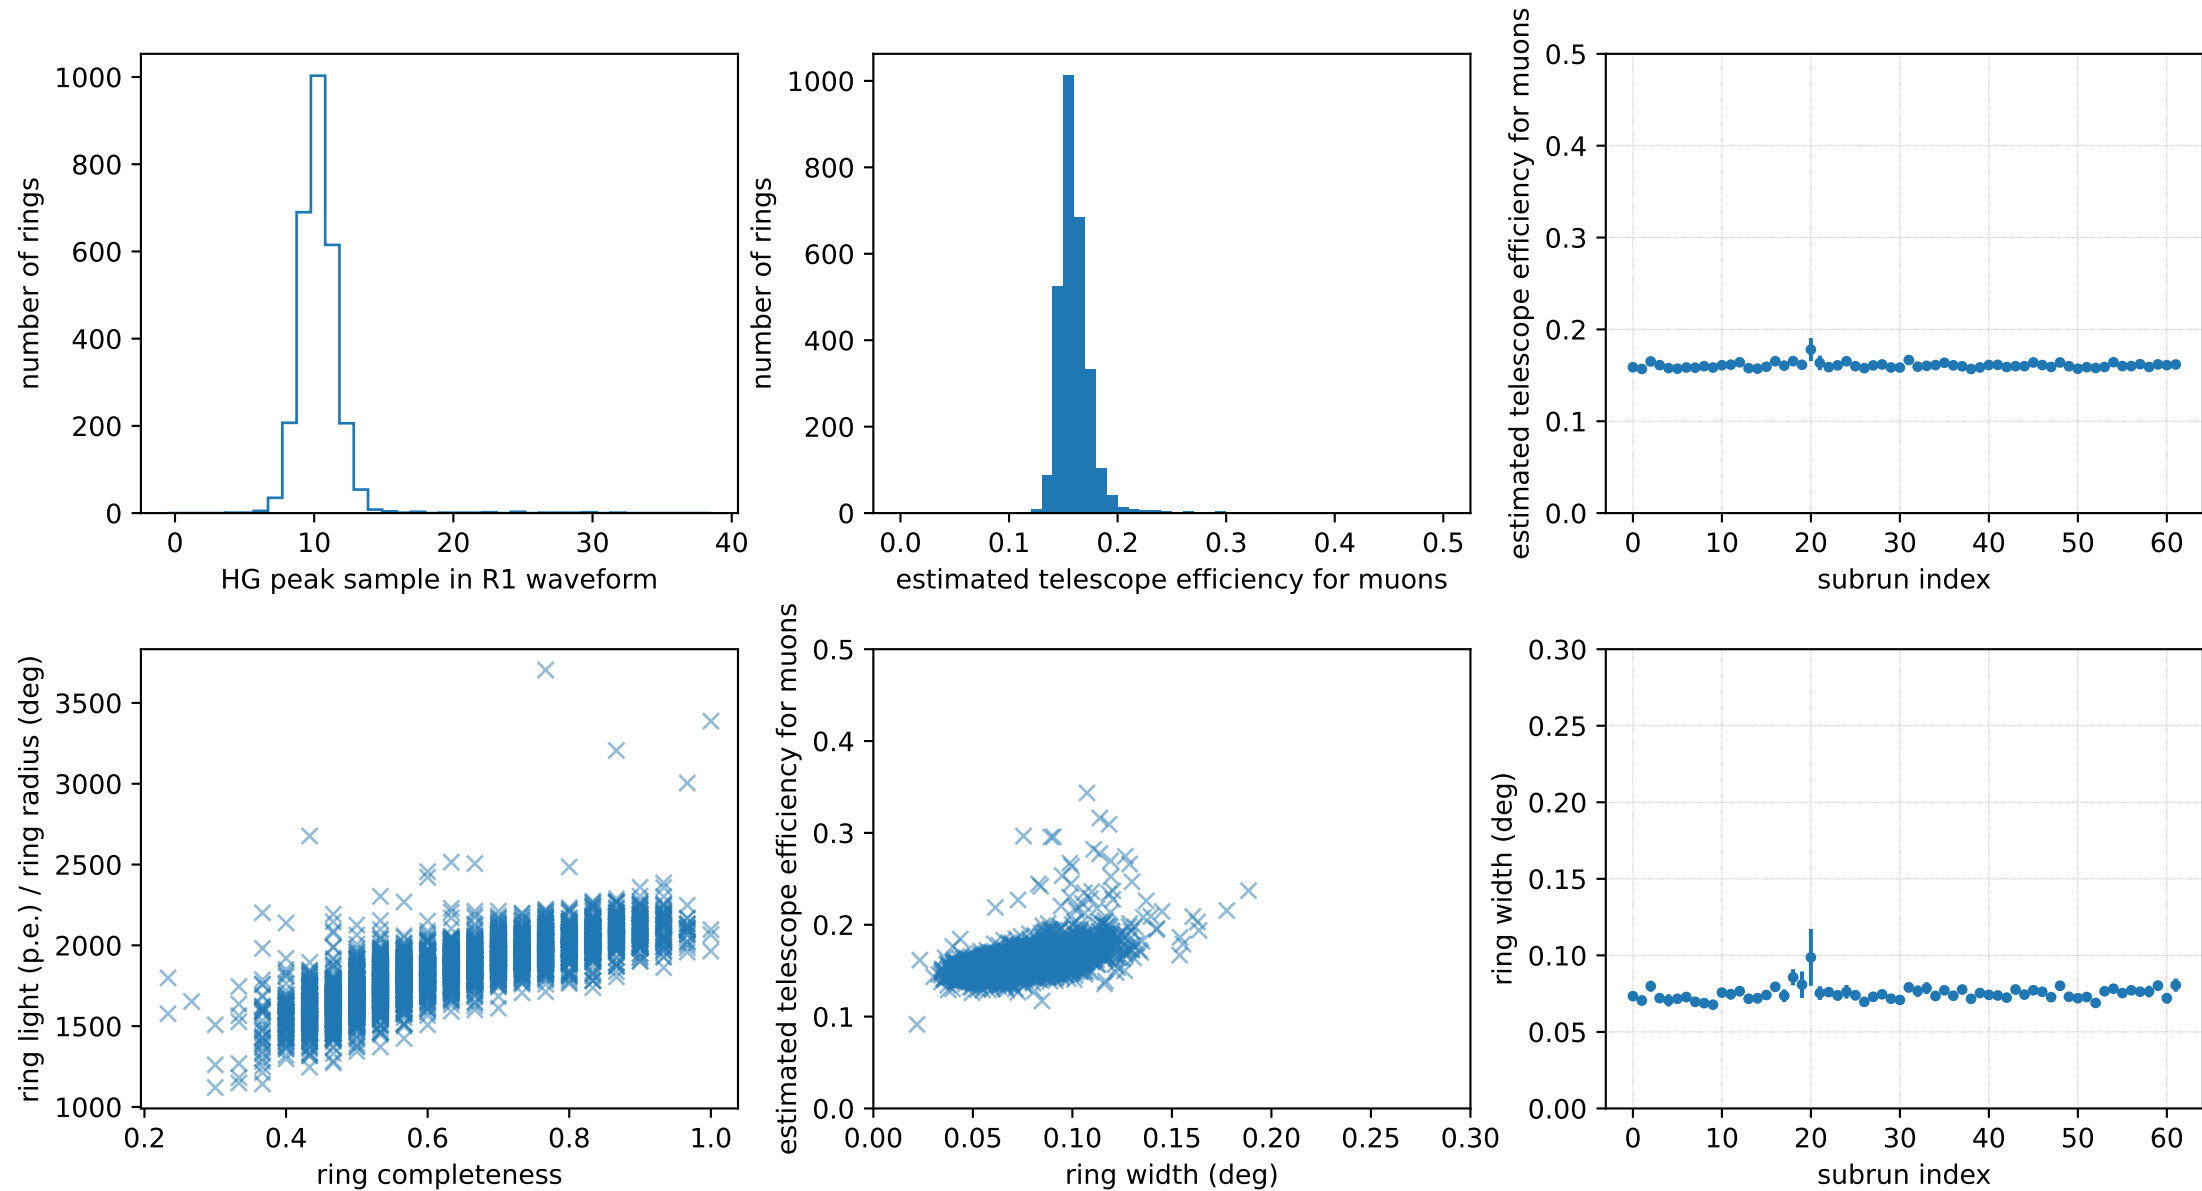 1000
800
600
400
200
0
number of rings
0 10 20 30 40
HG peak sample in R1 waveform
1000
800
600
400
200
0
number of rings
0.0 0.1 0.2 0.3 0.4 0.5
estimated telescope efficiency for muons
0.5
0.4
0.3
0.2
0.1
0.0
estimated telescope efficiency for muons
0 10 20 30 40 50 60
subrun index
3500
3000
2500
2000
1500
1000
ring light (p.e.) / ring radius (deg)
0.2 0.4 0.6 0.8 1.0
ring completeness
0.5
0.4
0.3
0.2
0.1
0.0
estimated telescope efficiency for muons
0.00 0.05 0.10 0.15 0.20 0.25 0.30
ring width (deg)
0.30
0.25
0.20
0.15
0.10
0.05
0.00
ring width (deg)
0 10 20 30 40 50 60
subrun index